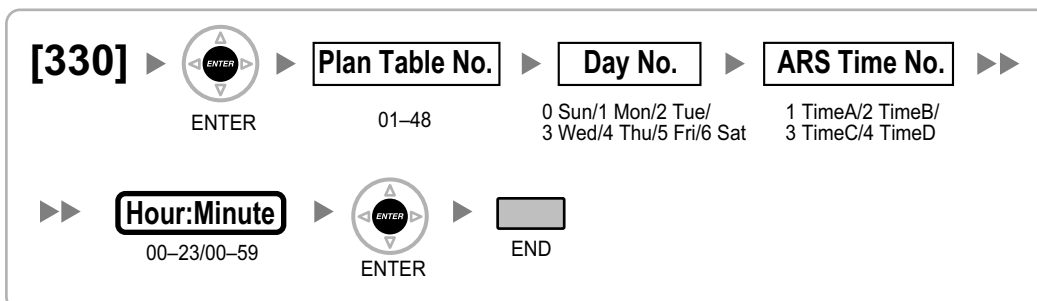 [330] ENTER Plan Table No. Day No. ARS Time No.
ENTER 01–48 0 Sun/1 Mon/2 Tue/ 1 TimeA/2 TimeB/
3 Wed/4 Thu/5 Fri/6 Sat 3 TimeC/4 TimeD
Hour:Minute ENTER
00–23/00–59 ENTER END